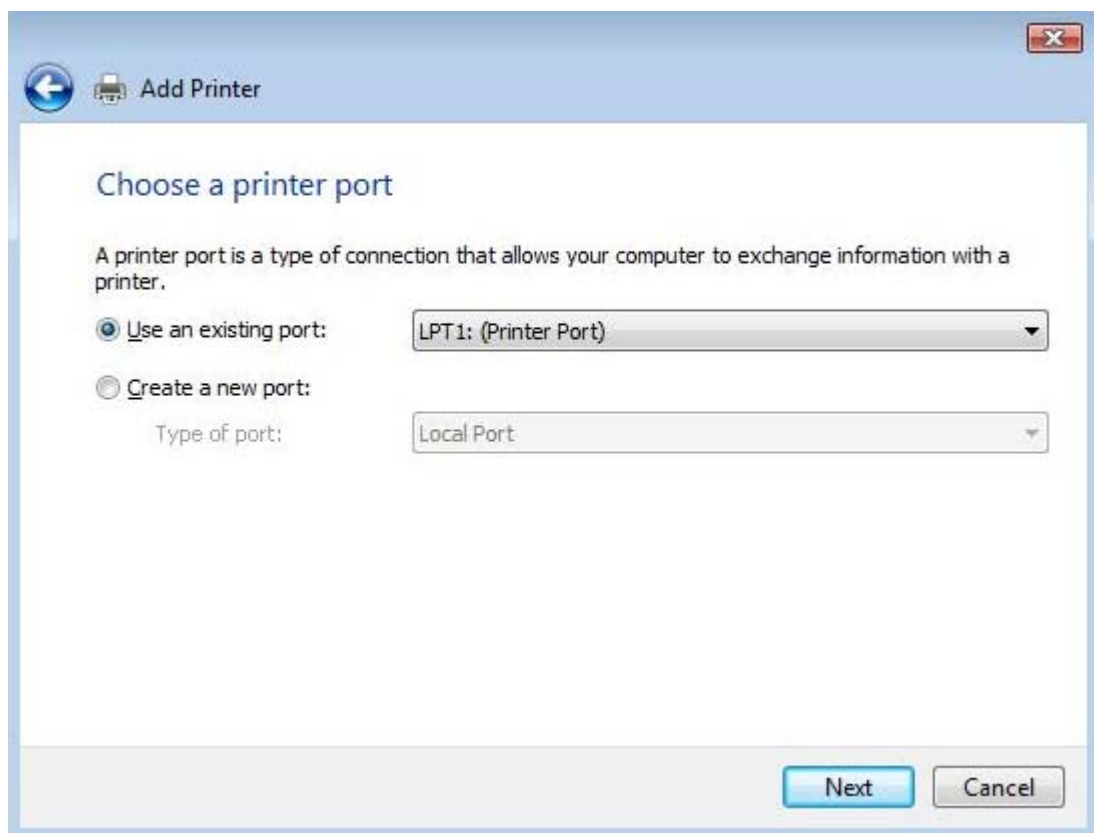 Add Printer
Choose a printer port
A printer port is a type of connection that allows your computer to exchange information with a
printer.
Use an existing port: LPT1: (Printer Port)
Create a new port:
Type of port: Local Port
Next Cancel